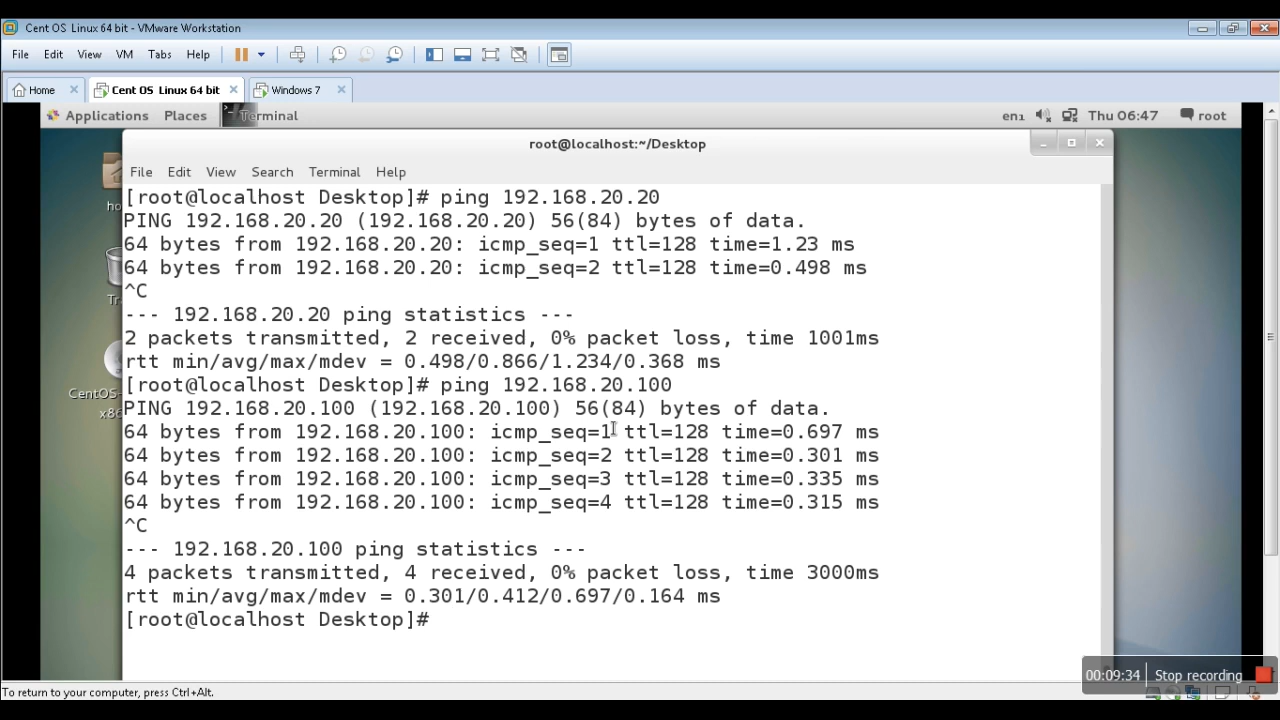 Cent OS Linux 64 bit - VMware Workstation
File Edit View VM Tabs Help
Home Cent OS Linux 64 bit Windows 7
Applications Places Terminal en1 Thu 06:47 root
root@localhost:~/Desktop
File Edit View Search Terminal Help
[root@localhost Desktop]# ping 192.168.20.20
PING 192.168.20.20 (192.168.20.20) 56(84) bytes of data.
64 bytes from 192.168.20.20: icmp_seq=1 ttl=128 time=1.23 ms
64 bytes from 192.168.20.20: icmp_seq=2 ttl=128 time=0.498 ms
^C
--- 192.168.20.20 ping statistics ---
2 packets transmitted, 2 received, 0% packet loss, time 1001ms
rtt min/avg/max/mdev = 0.498/0.866/1.234/0.368 ms
[root@localhost Desktop]# ping 192.168.20.100
PING 192.168.20.100 (192.168.20.100) 56(84) bytes of data.
64 bytes from 192.168.20.100: icmp_seq=1 ttl=128 time=0.697 ms
64 bytes from 192.168.20.100: icmp_seq=2 ttl=128 time=0.301 ms
64 bytes from 192.168.20.100: icmp_seq=3 ttl=128 time=0.335 ms
64 bytes from 192.168.20.100: icmp_seq=4 ttl=128 time=0.315 ms
^C
--- 192.168.20.100 ping statistics ---
4 packets transmitted, 4 received, 0% packet loss, time 3000ms
rtt min/avg/max/mdev = 0.301/0.412/0.697/0.164 ms
[root@localhost Desktop]#
ho
Tr
CentOS-
x8
00:09:34 Stop recording
To return to your computer, press Ctrl+Alt.